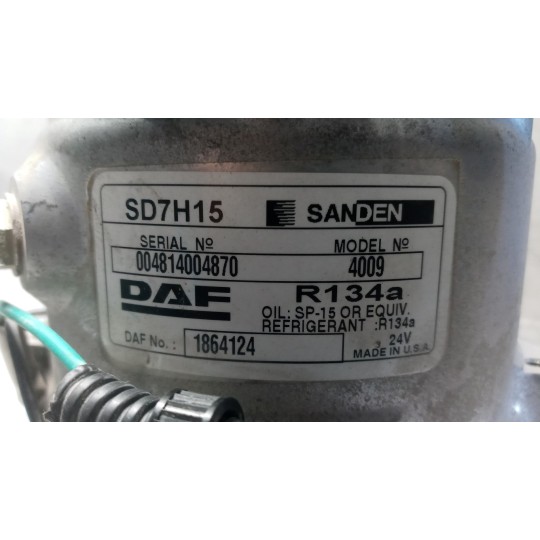 SD7H15 SANDEN
SERIAL Nº MODEL Nº
004814004870 4009
DAF R134a
OIL: SP-15 OR EQUIV.
REFRIGERANT :R134a
DAF No.: 1864124 24V
MADE IN U.S.A.